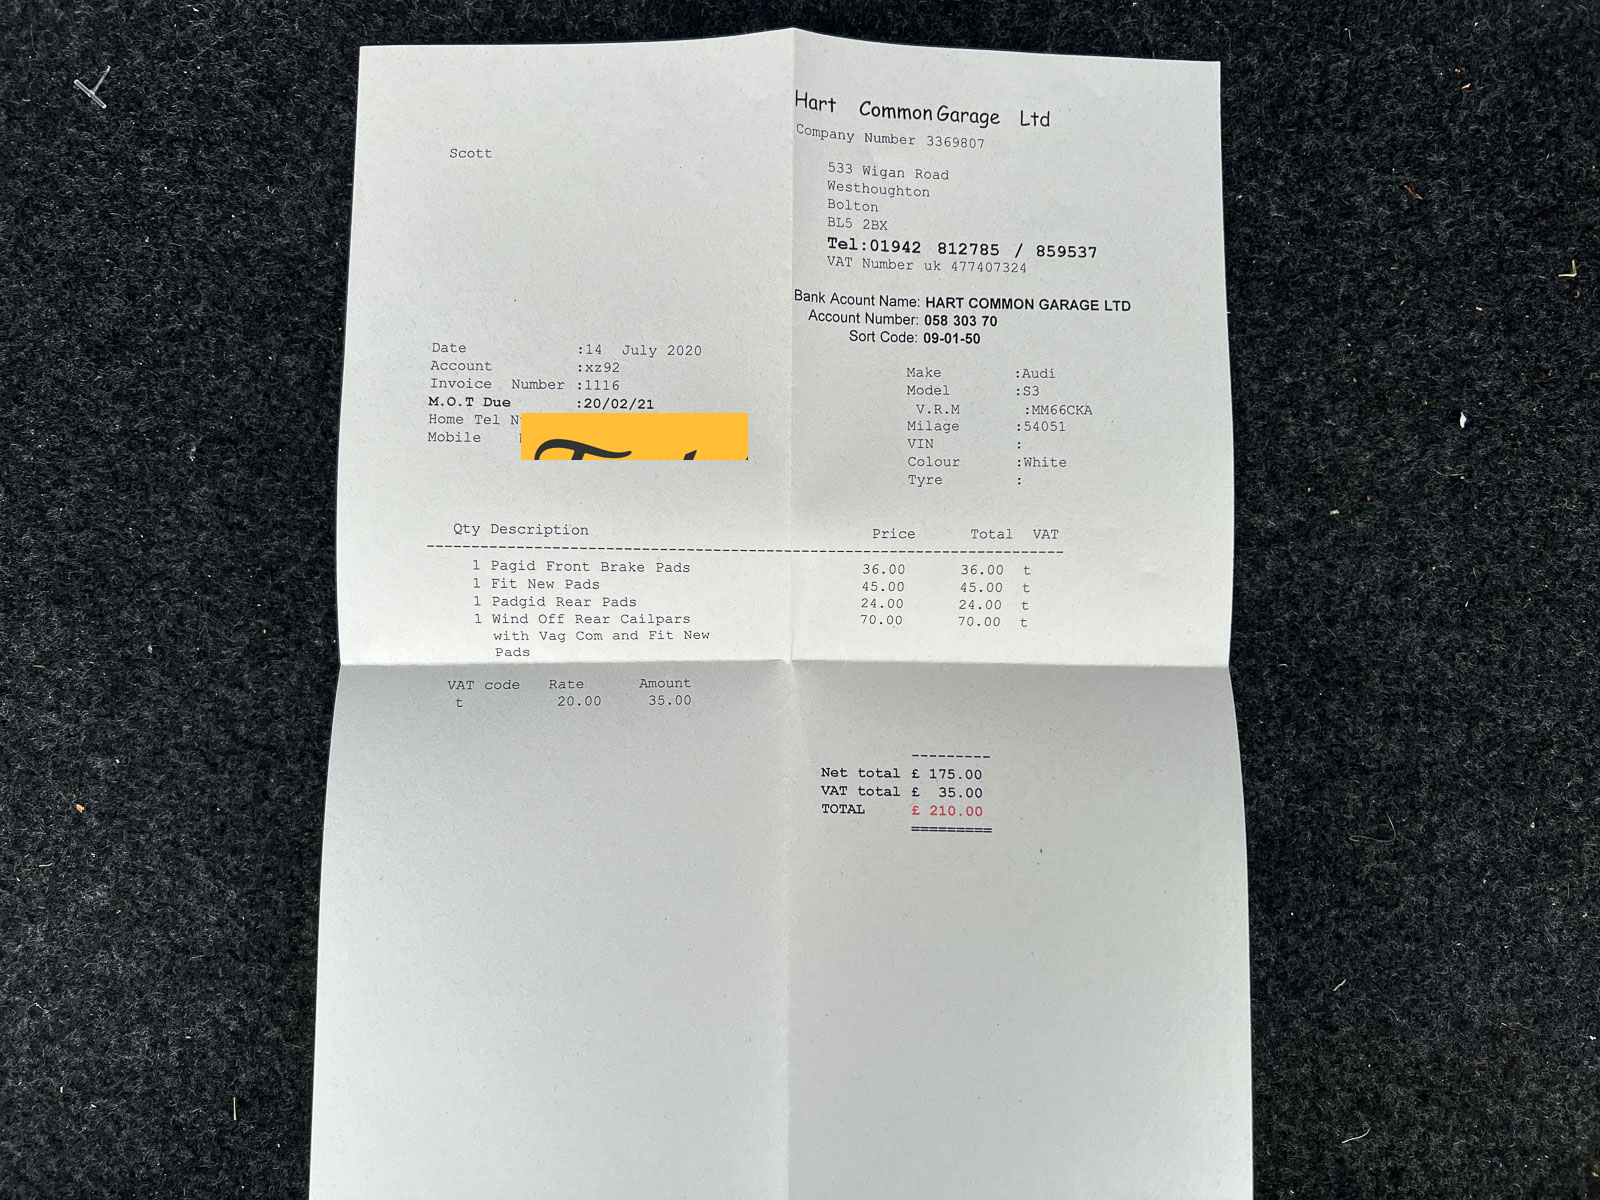 Hart Common Garage Ltd
Company Number 3369807
Scott
533 Wigan Road
Westhoughton
Bolton
BL5 2BX
Tel:01942 812785 / 859537
VAT Number uk 477407324
Bank Acount Name: HART COMMON GARAGE LTD
Account Number: 058 303 70
Sort Code: 09-01-50
Date :14 July 2020
Account :xz92
Invoice Number :1116
M.O.T Due :20/02/21
Home Tel
Mobile
Make :Audi
Model :S3
V.R.M :MM66CKA
Milage :54051
VIN :
Colour :White
Tyre :
Qty Description Price Total VAT
1 Pagid Front Brake Pads 36.00 36.00 t
1 Fit New Pads 45.00 45.00 t
1 Padgid Rear Pads 24.00 24.00 t
1 Wind Off Rear Cailpars 70.00 70.00 t
with Vag Com and Fit New
Pads
VAT code Rate Amount
t 20.00 35.00
Net total £ 175.00
VAT total £ 35.00
TOTAL £ 210.00